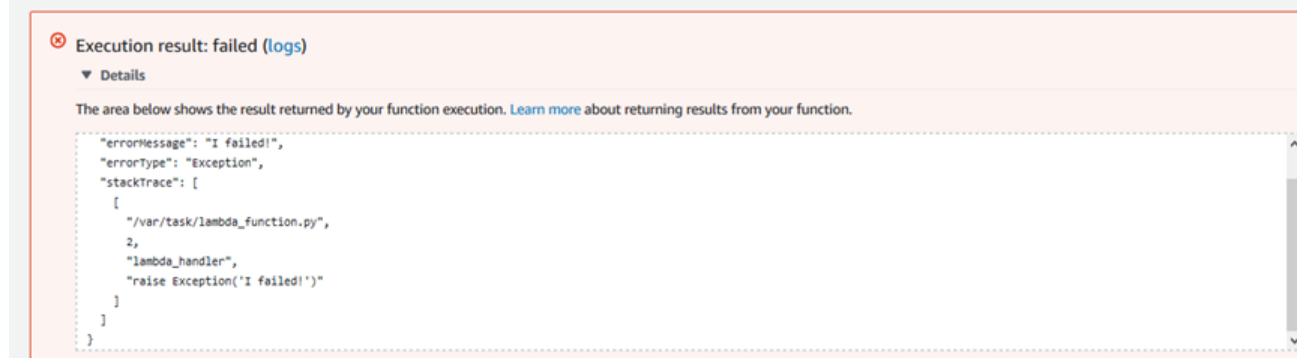 Execution result: failed (logs)
▼ Details
The area below shows the result returned by your function execution. Learn more about returning results from your function.
"errorMessage": "I failed!",
"errorType": "Exception",
"stackTrace": [
[
"/var/task/lambda_function.py",
2,
"lambda_handler",
"raise Exception('I failed!')"
]
]
}